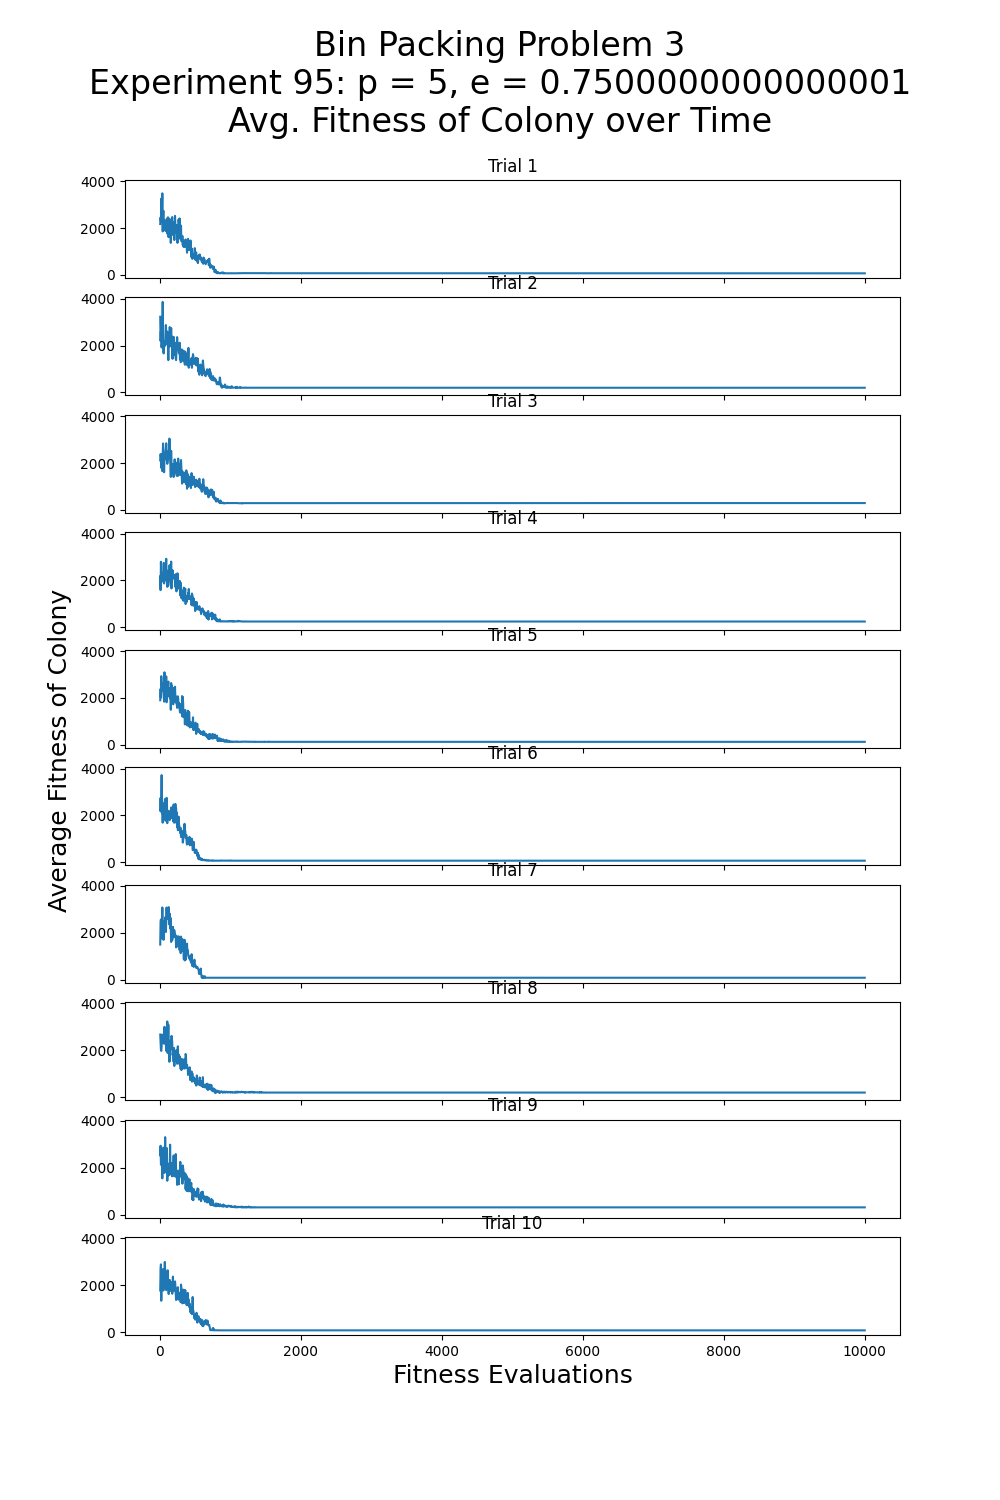 Bin Packing Problem 3
Experiment 95: p = 5, e = 0.7500000000000001
Avg. Fitness of Colony over Time
Trial 1
4000
2000
0
Trial 2
4000
2000
0
Trial 3
4000
2000
0
Trial 4
4000
2000
0
Trial 5
4000
2000
0
Trial 6
4000
2000
0
Trial 7
4000
2000
0
Trial 8
4000
2000
0
Trial 9
4000
2000
0
Trial 10
4000
2000
0
0 2000 4000 6000 8000 10000
Fitness Evaluations
Average Fitness of Colony